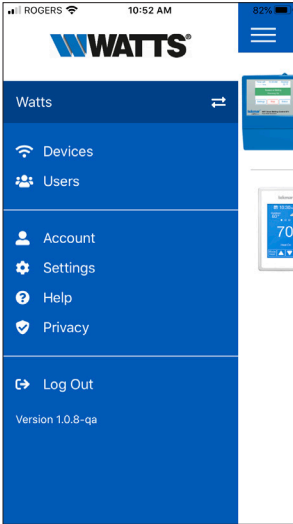 ROGERS 10:52 AM 82%
WATTS®
Watts
Devices
Users
Account
Settings
Help
Privacy
Log Out
Version 1.0.8-qa
70